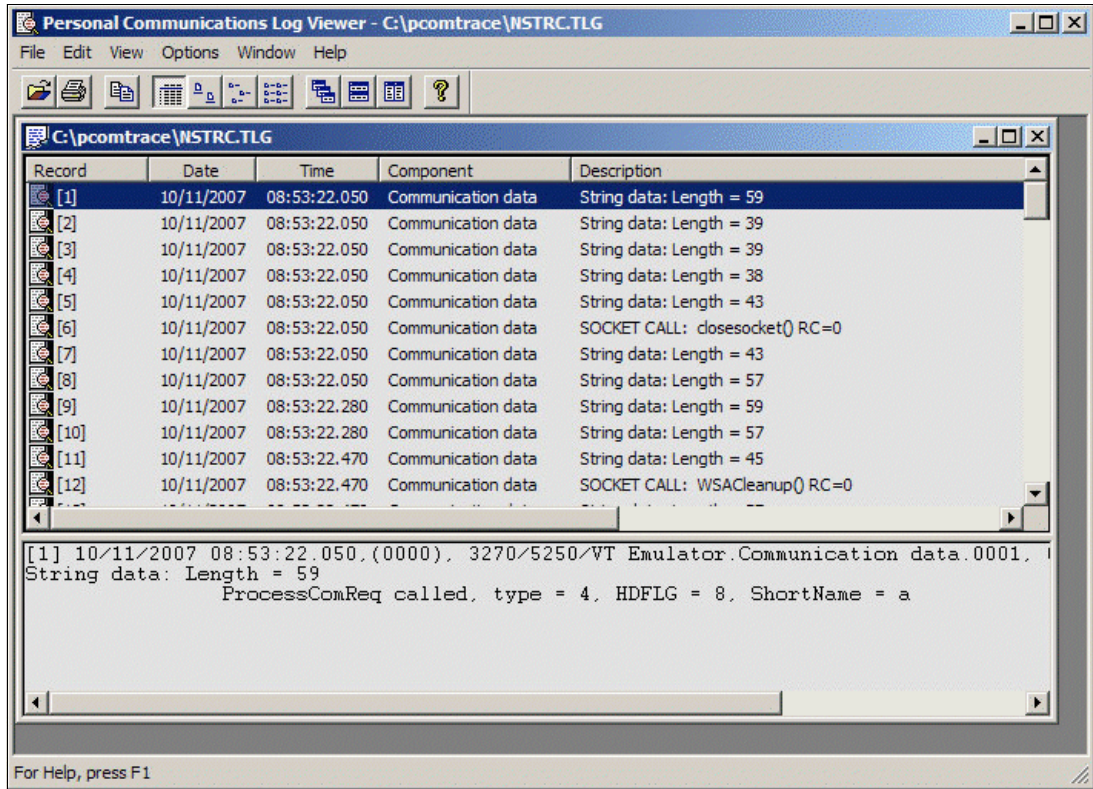 Personal Communications Log Viewer - C:\pcomtrace\NSTRC.TLG
File Edit View Options Window Help
C:\pcomtrace\NSTRC.TLG
Record Date Time Component Description
[1] 10/11/2007 08:53:22.050 Communication data String data: Length = 59
[2] 10/11/2007 08:53:22.050 Communication data String data: Length = 39
[3] 10/11/2007 08:53:22.050 Communication data String data: Length = 39
[4] 10/11/2007 08:53:22.050 Communication data String data: Length = 38
[5] 10/11/2007 08:53:22.050 Communication data String data: Length = 43
[6] 10/11/2007 08:53:22.050 Communication data SOCKET CALL: closesocket() RC=0
[7] 10/11/2007 08:53:22.050 Communication data String data: Length = 43
[8] 10/11/2007 08:53:22.050 Communication data String data: Length = 57
[9] 10/11/2007 08:53:22.280 Communication data String data: Length = 59
[10] 10/11/2007 08:53:22.280 Communication data String data: Length = 57
[11] 10/11/2007 08:53:22.470 Communication data String data: Length = 45
[12] 10/11/2007 08:53:22.470 Communication data SOCKET CALL: WSACleanup() RC=0
[1] 10/11/2007 08:53:22.050,(0000), 3270/5250/VT Emulator.Communication data.0001,
String data: Length = 59
ProcessComReq called, type = 4, HDFLG = 8, ShortName = a
For Help, press F1